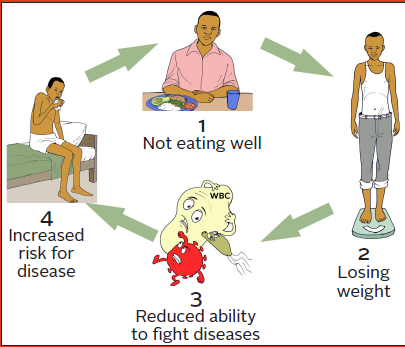 1
Not eating well
2
Losing
weight
WBC
3
Reduced ability
to fight diseases
4
Increased
risk for
disease